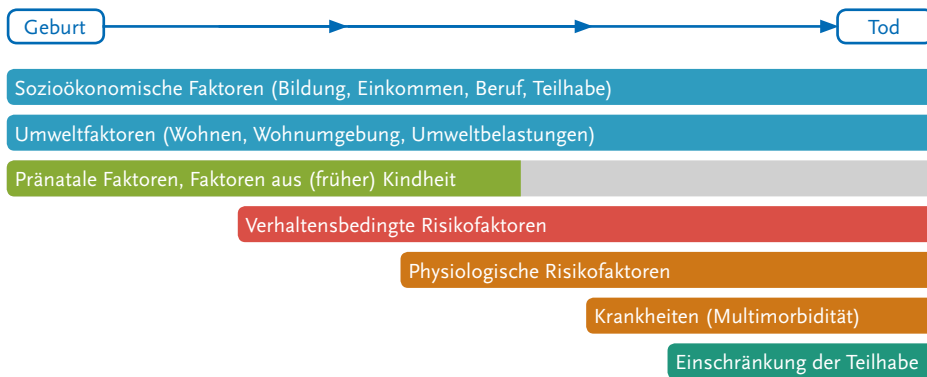 Geburt
Tod
Sozioökonomische Faktoren (Bildung, Einkommen, Beruf, Teilhabe)
Umweltfaktoren (Wohnen, Wohnumgebung, Umweltbelastungen)
Pränatale Faktoren, Faktoren aus (früher) Kindheit
Verhaltensbedingte Risikofaktoren
Physiologische Risikofaktoren
Krankheiten (Multimorbidität)
Einschränkung der Teilhabe